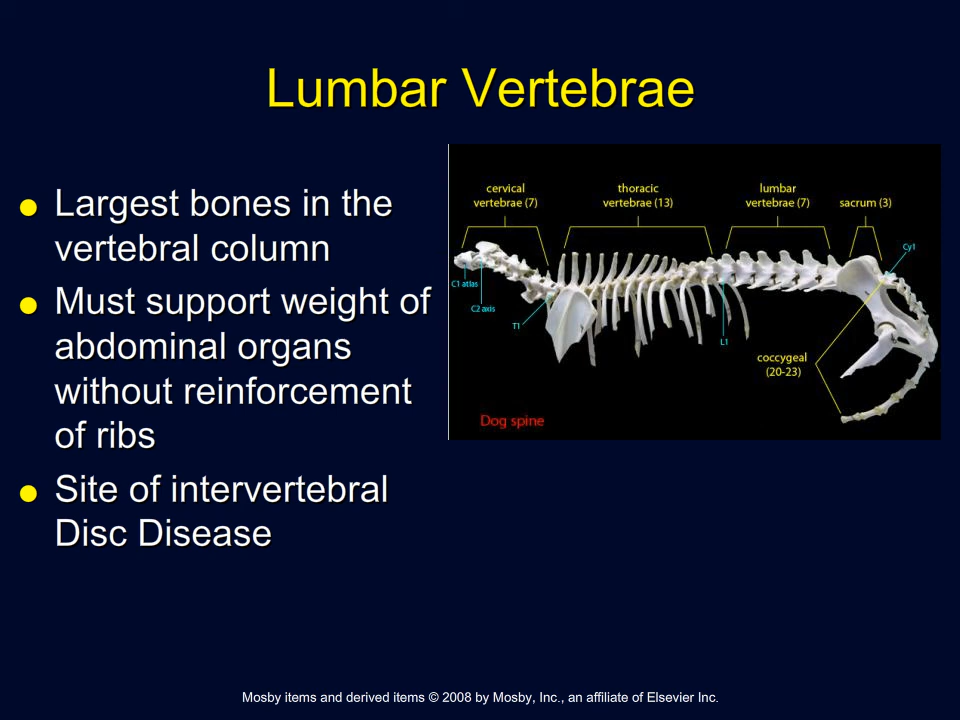 Lumbar Vertebrae
● Largest bones in the
vertebral column
● Must support weight of
abdominal organs
without reinforcement
of ribs
● Site of intervertebral
Disc Disease
cervical
vertebrae (7)
thoracic
vertebrae (13)
lumbar
vertebrae (7)
sacrum (3)
Cy1
C1 atlas
C2 axis
T1
L1
coccygeal
(20-23)
Dog spine
Mosby items and derived items © 2008 by Mosby, Inc., an affiliate of Elsevier Inc.